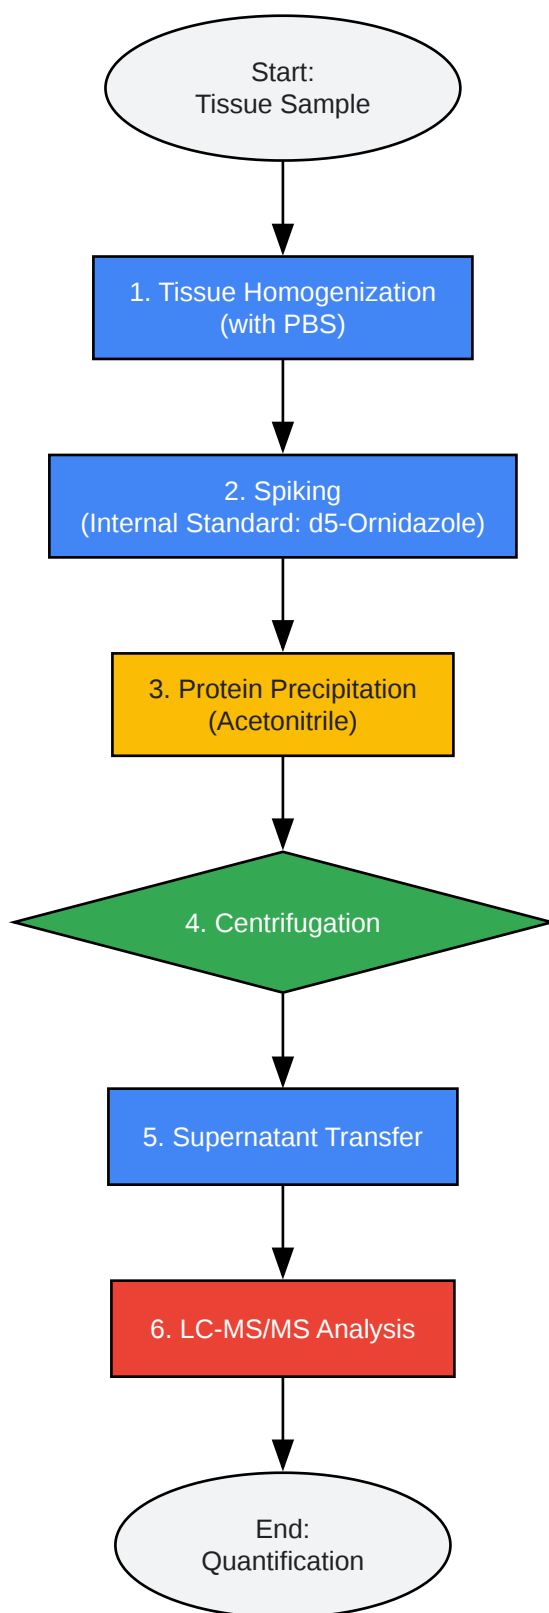 Start:
Tissue Sample
1. Tissue Homogenization
(with PBS)
2. Spiking
(Internal Standard: d5-Ornidazole)
3. Protein Precipitation
(Acetonitrile)
4. Centrifugation
5. Supernatant Transfer
6. LC-MS/MS Analysis
End:
Quantification